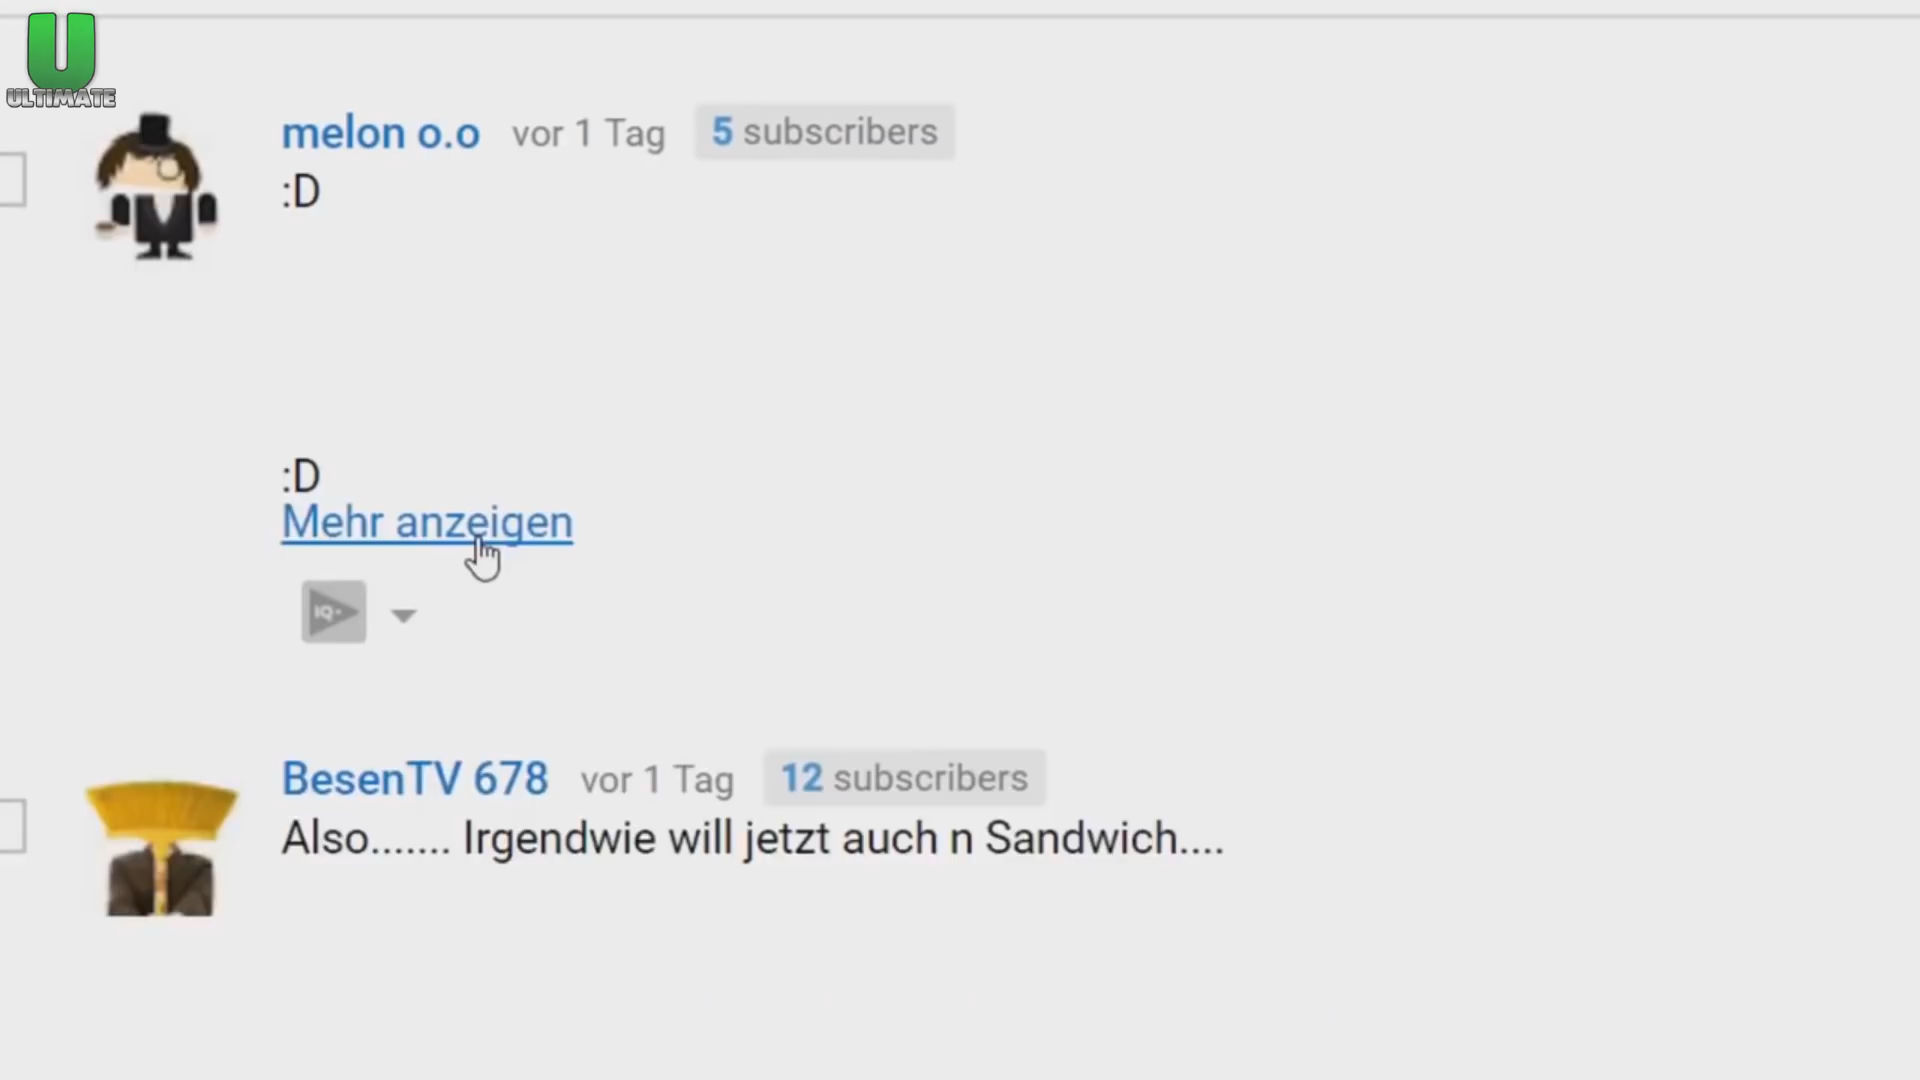 U
ULTIMATE
melon o.o vor 1 Tag 5 subscribers
:D
:D
Mehr anzeigen
IQ+
BesenTV 678 vor 1 Tag 12 subscribers
Also....... Irgendwie will jetzt auch n Sandwich....